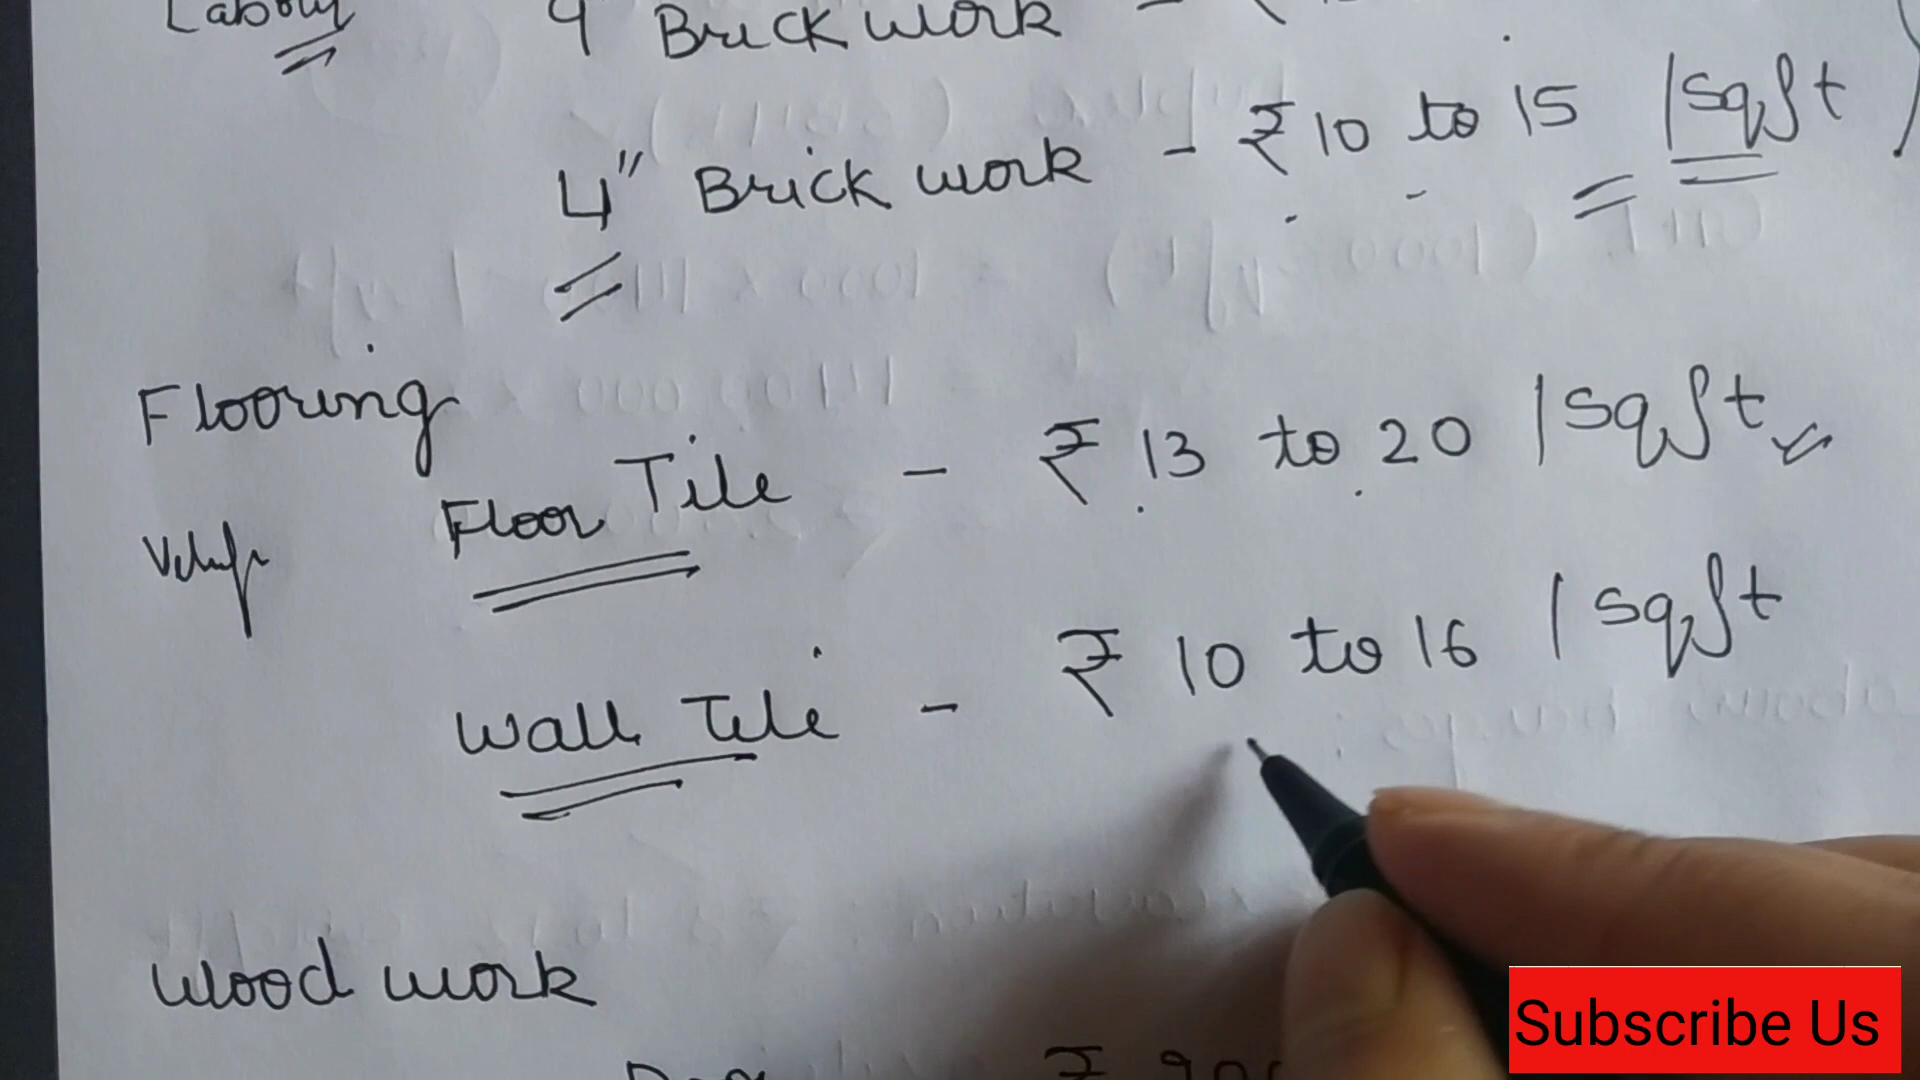 Labour 9 Brick work - ₹
4" Brick work - ₹ 10 to 15 /sqft
Flooring
Floor Tile - ₹ 13 to 20 /sqft
Wall Tile - ₹ 10 to 16 /sqft
Wood work
Subscribe Us